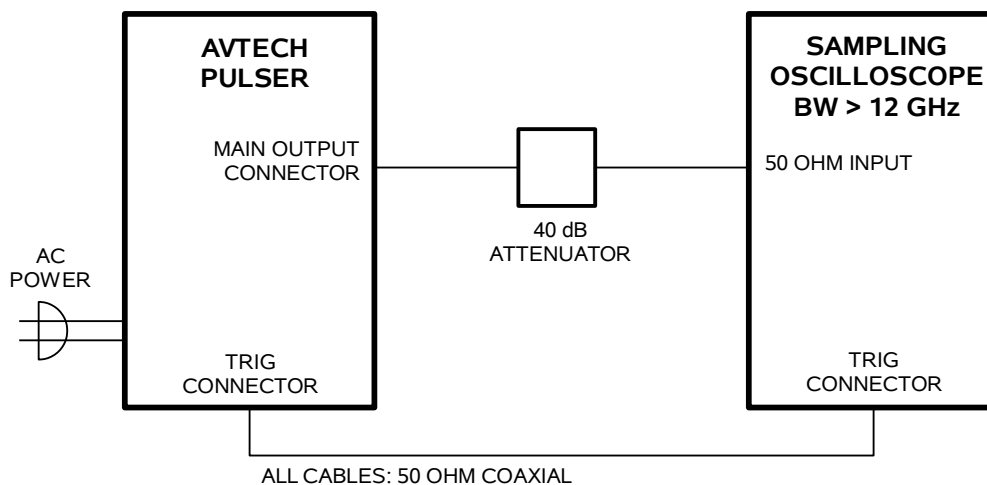 AVTECH
PULSER
MAIN OUTPUT
CONNECTOR
AC
POWER
TRIG
CONNECTOR
40 dB
ATTENUATOR
SAMPLING
OSCILLOSCOPE
BW > 12 GHz
50 OHM INPUT
TRIG
CONNECTOR
ALL CABLES: 50 OHM COAXIAL